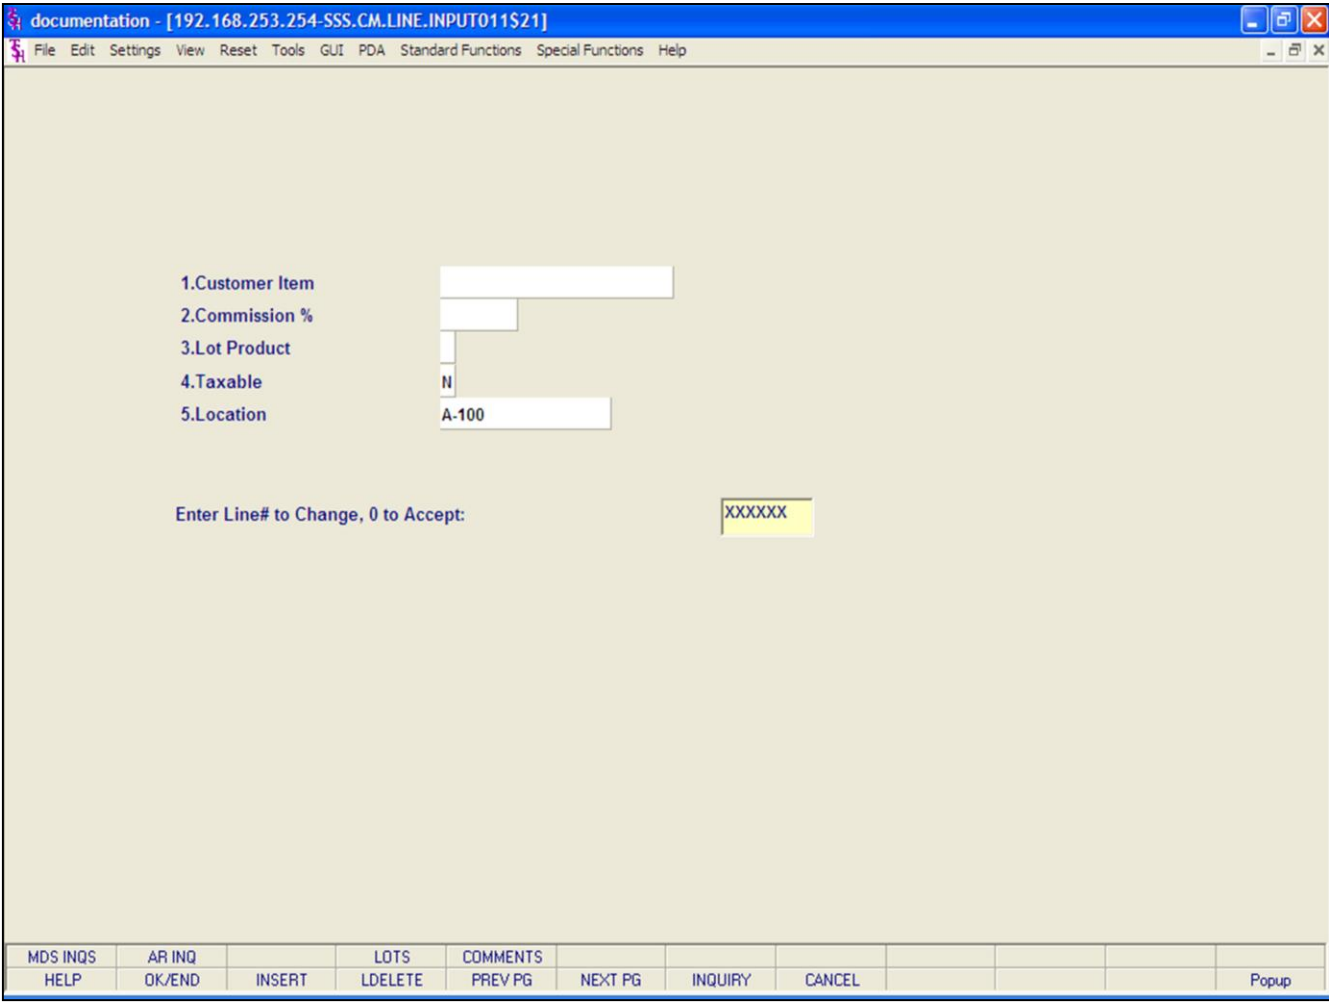 documentation - [192.168.253.254-SSS.CM.LINE.INPUT011$21]
File Edit Settings View Reset Tools GUI PDA Standard Functions Special Functions Help
1.Customer Item
2.Commission %
3.Lot Product
4.Taxable N
5.Location A-100
Enter Line# to Change, 0 to Accept: XXXXXX
MDS INQS AR INQ LOTS COMMENTS
HELP OK/END INSERT LDELETE PREV PG NEXT PG INQUIRY CANCEL Popup